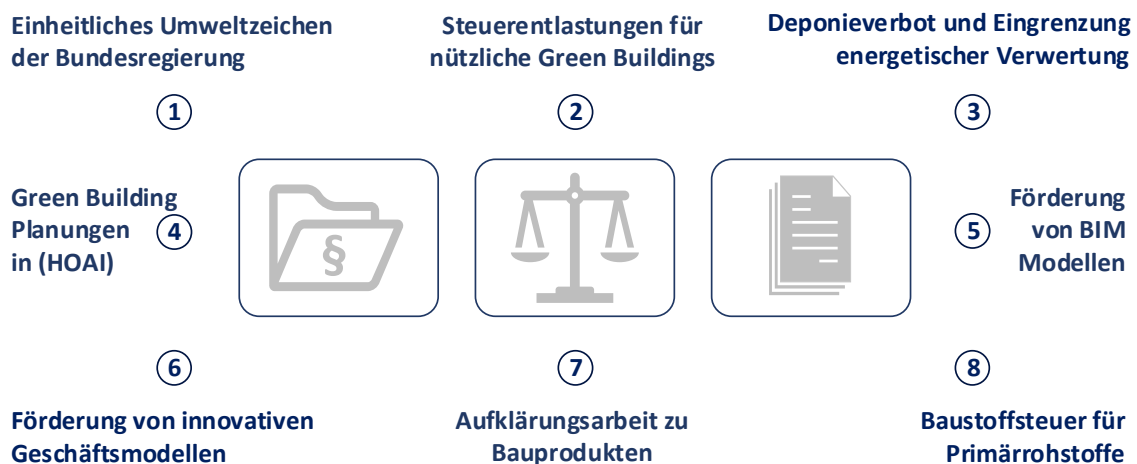 Einheitliches Umweltzeichen
der Bundesregierung
1
Steuerentlastungen für
nützliche Green Buildings
2
Deponieverbot und Eingrenzung
energetischer Verwertung
3
Green Building
Planungen
in (HOAI)
4
§
5
Förderung
von BIM
Modellen
6
Förderung von innovativen
Geschäftsmodellen
7
Aufklärungsarbeit zu
Bauprodukten
8
Baustoffsteuer für
Primärrohstoffe